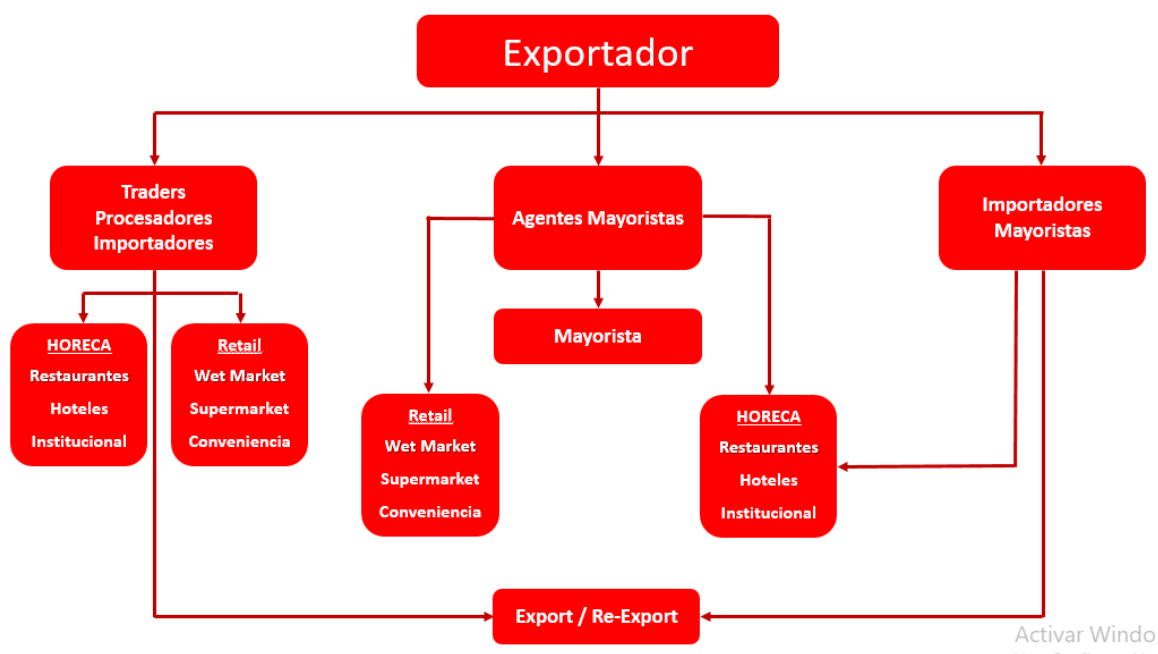 Exportador
Traders
Procesadores
Importadores
Agentes Mayoristas
Importadores
Mayoristas
Mayorista
HORECA
Restaurantes
Hoteles
Institucional
Retail
Wet Market
Supermarket
Conveniencia
Retail
Wet Market
Supermarket
Conveniencia
HORECA
Restaurantes
Hoteles
Institucional
Export / Re-Export
Activar Windo